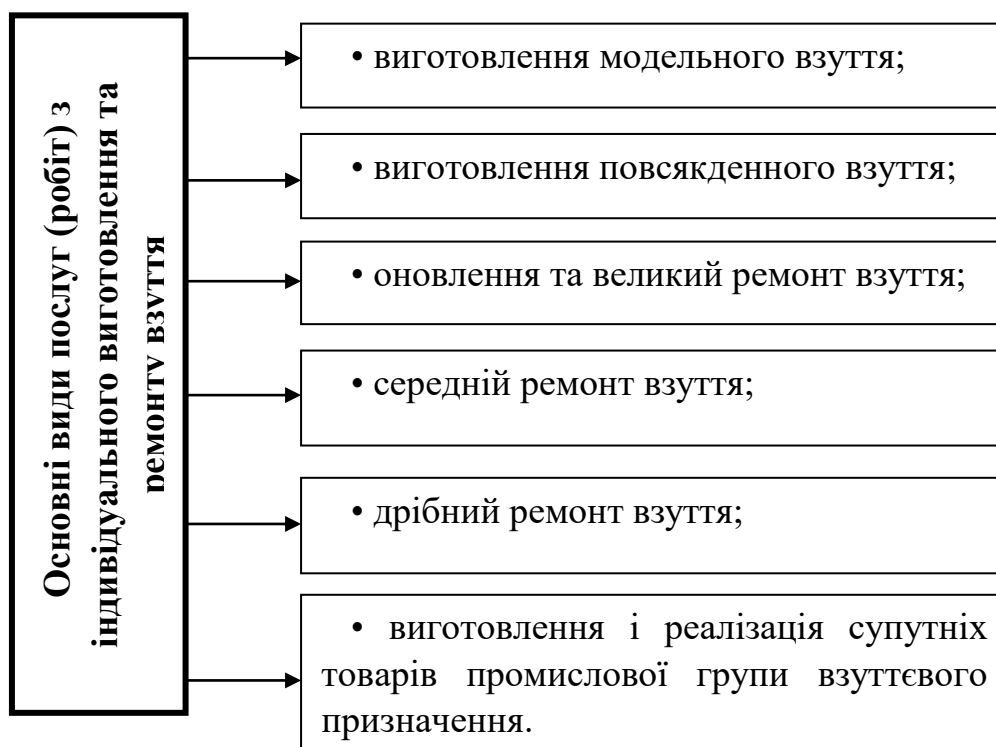 Основні види послуг (робіт) з
індивідуального виготовлення та
ремонту взуття
• виготовлення модельного взуття;
• виготовлення повсякденного взуття;
• оновлення та великий ремонт взуття;
• середній ремонт взуття;
• дрібний ремонт взуття;
• виготовлення і реалізація супутніх
товарів промислової групи взуттєвого
призначення.